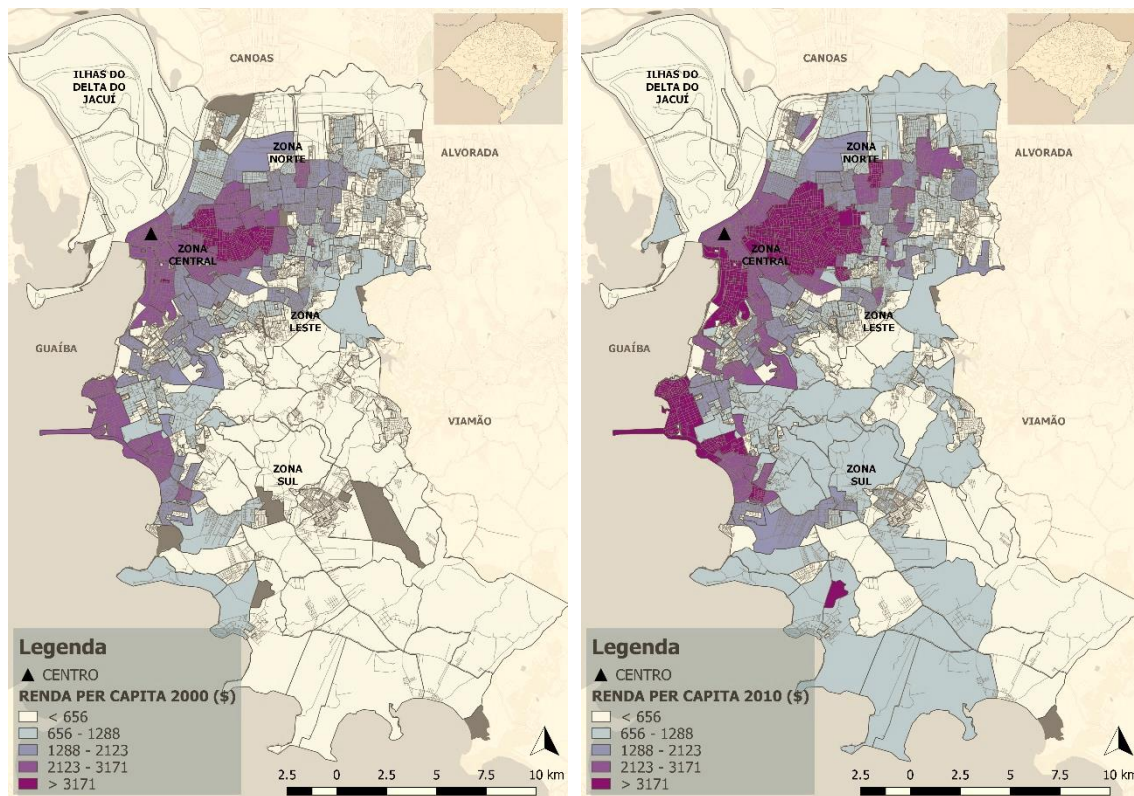 CANOAS
ILHAS DO
DELTA DO
JACUÍ
ZONA
NORTE
ALVORADA
ZONA
CENTRAL
ZONA
LESTE
GUAÍBA
VIAMÃO
ZONA
SUL
Legenda
▲ CENTRO
RENDA PER CAPITA 2000 ($)
< 656
656 - 1288
1288 - 2123
2123 - 3171
> 3171
2.5 0 2.5 5 7.5 10 km
CANOAS
ILHAS DO
DELTA DO
JACUÍ
ZONA
NORTE
ALVORADA
ZONA
CENTRAL
ZONA
LESTE
GUAÍBA
VIAMÃO
ZONA
SUL
Legenda
▲ CENTRO
RENDA PER CAPITA 2010 ($)
< 656
656 - 1288
1288 - 2123
2123 - 3171
> 3171
2.5 0 2.5 5 7.5 10 km